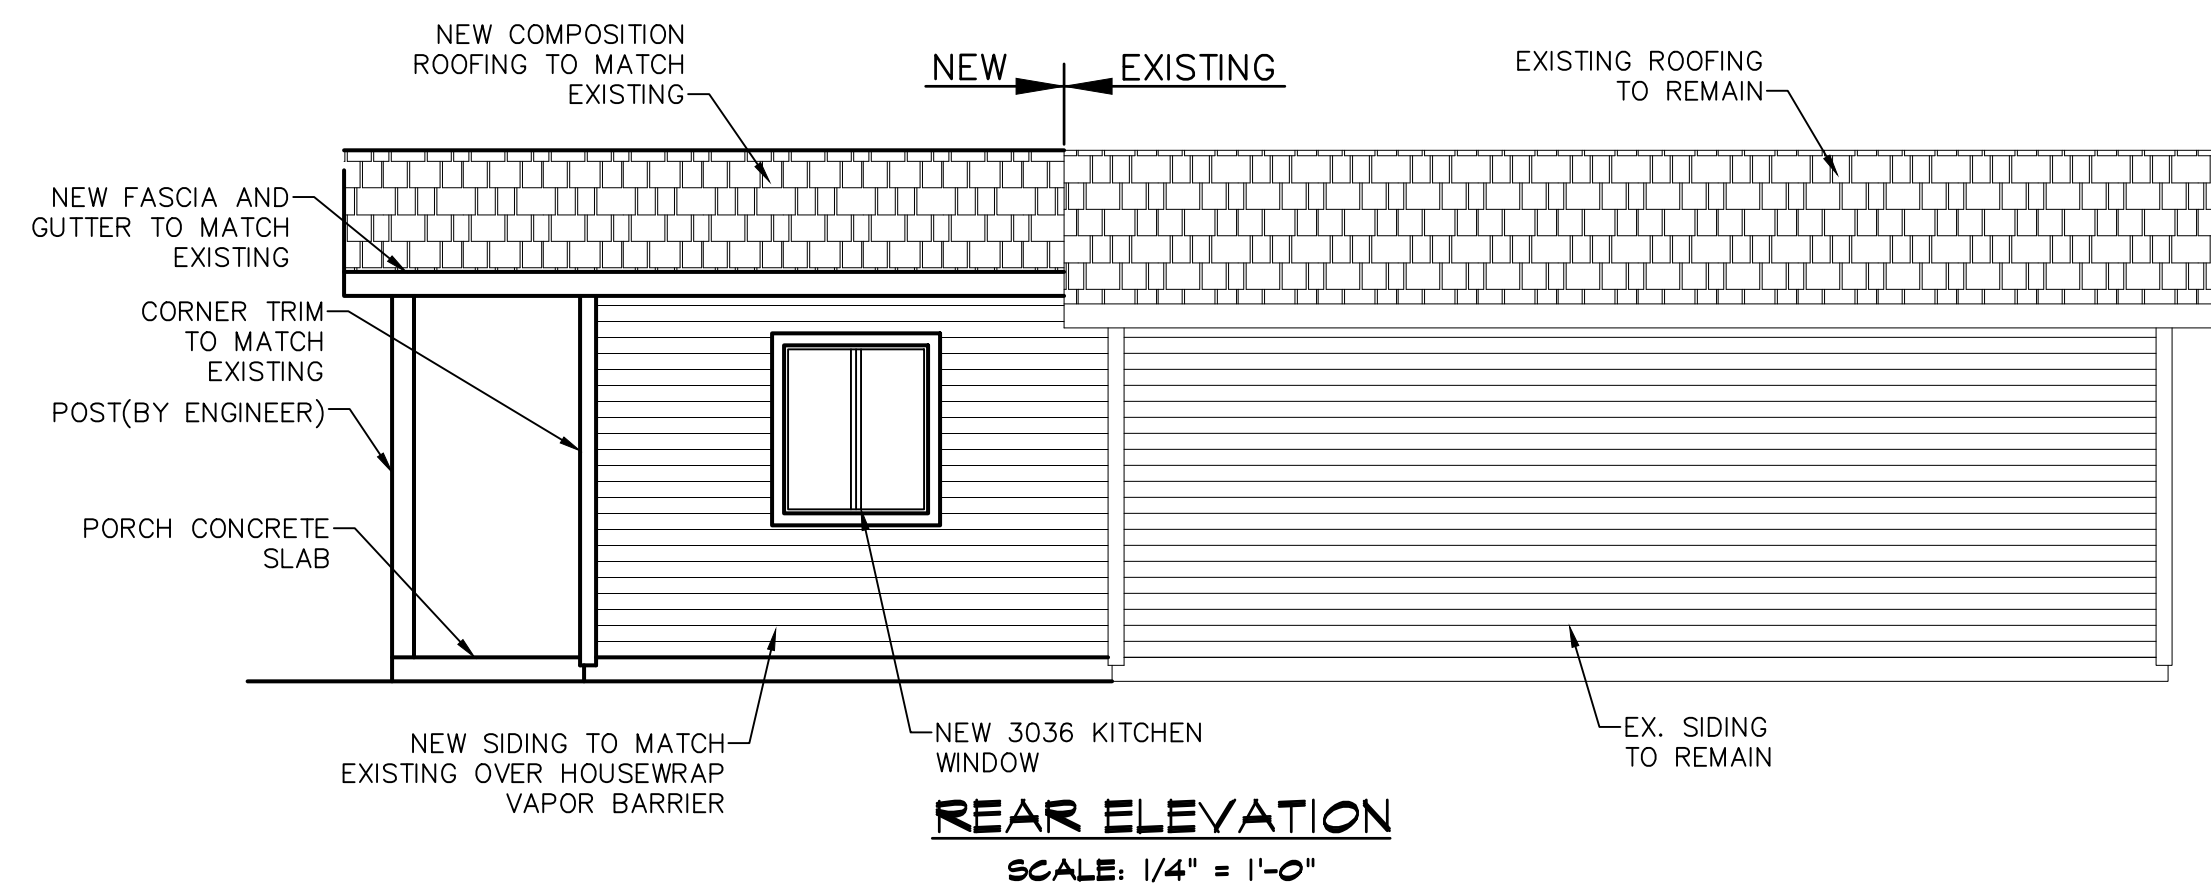 NEW COMPOSITION
ROOFING TO MATCH
EXISTING
NEW
EXISTING
EXISTING ROOFING
TO REMAIN
NEW FASCIA AND
GUTTER TO MATCH
EXISTING
CORNER TRIM
TO MATCH
EXISTING
POST(BY ENGINEER)
PORCH CONCRETE
SLAB
NEW SIDING TO MATCH
EXISTING OVER HOUSEWRAP
VAPOR BARRIER
NEW 3036 KITCHEN
WINDOW
EX. SIDING
TO REMAIN
REAR ELEVATION
SCALE: 1/4" = 1'-0"